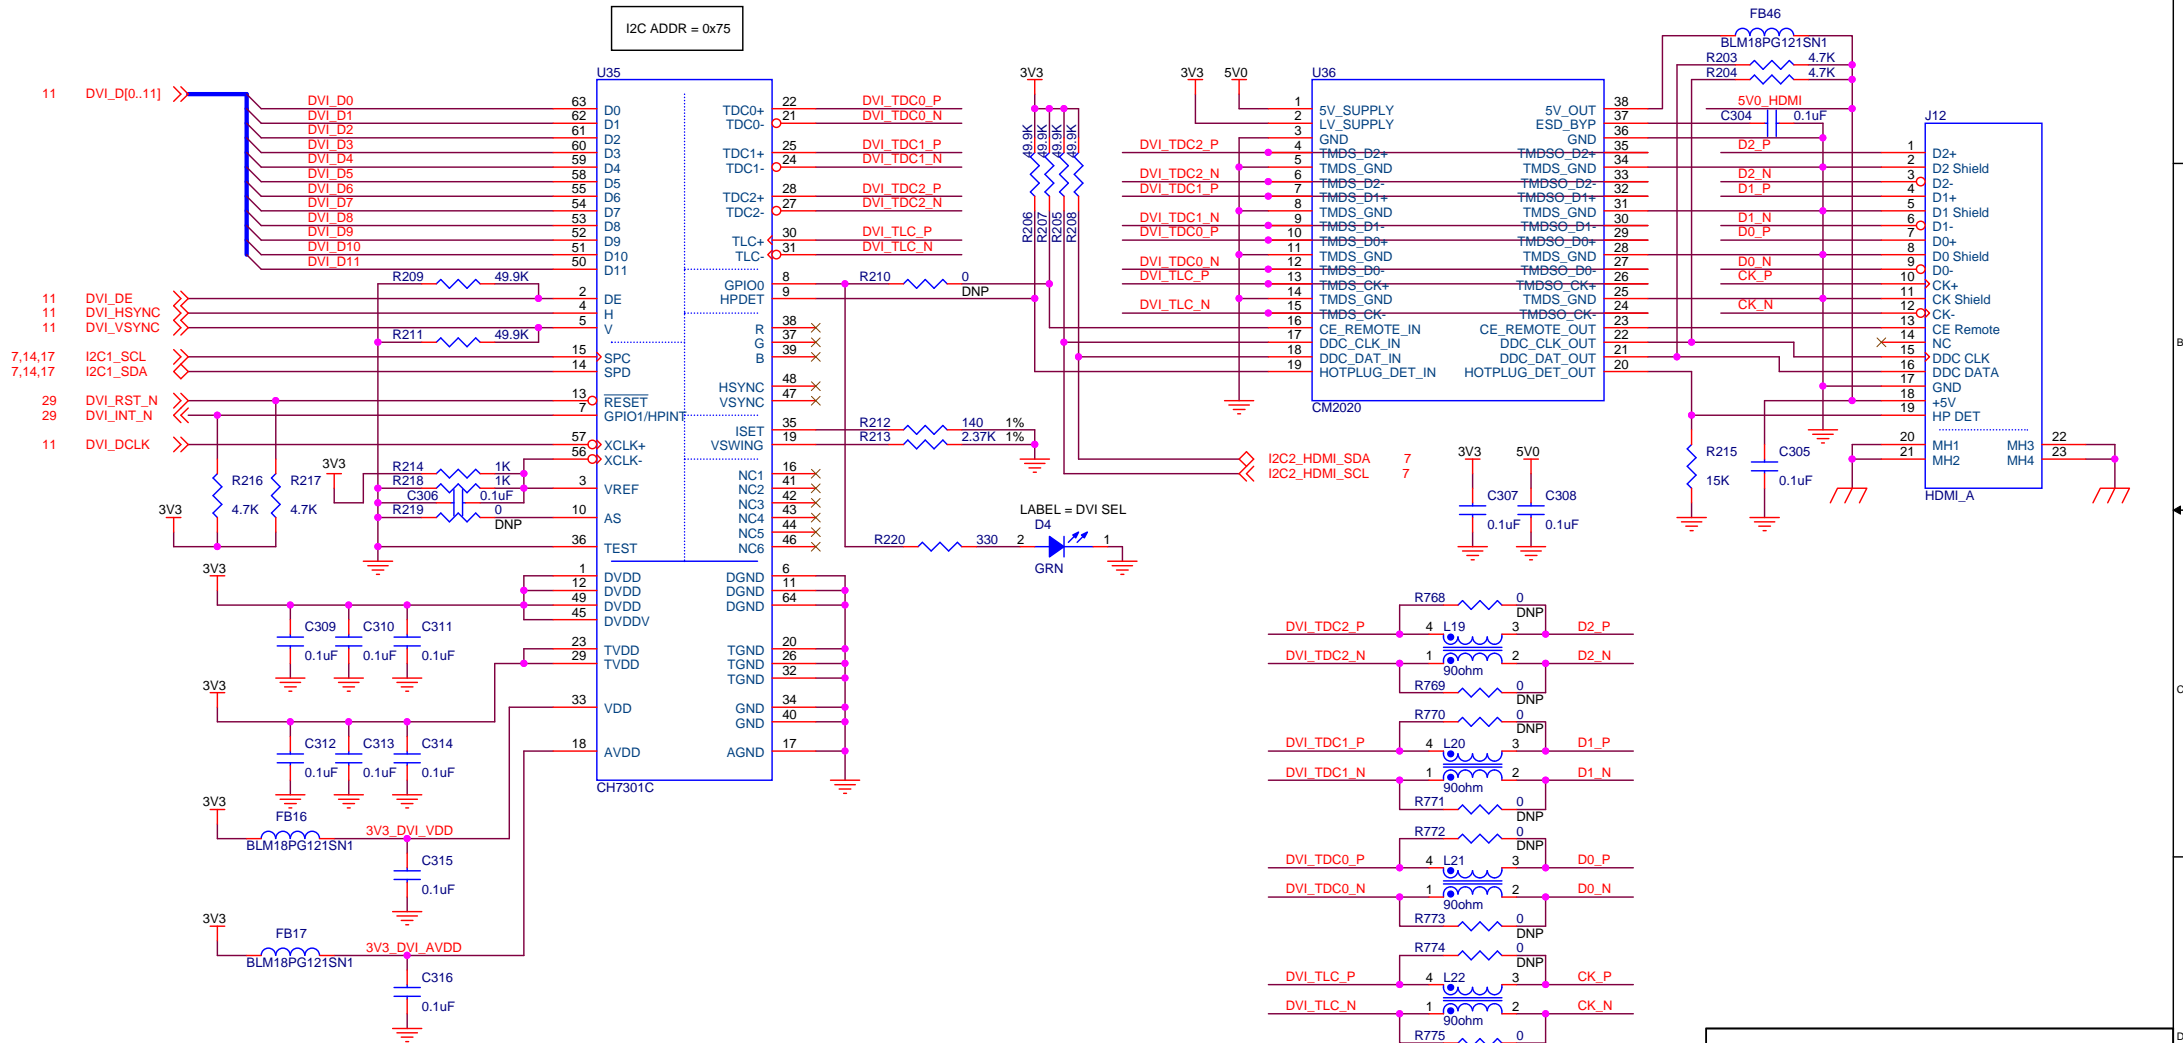 I2C ADDR = 0x75
11 DVI_D[0..11]
DVI_D0
DVI_D1
DVI_D2
DVI_D3
DVI_D4
DVI_D5
DVI_D6
DVI_D7
DVI_D8
DVI_D9
DVI_D10
DVI_D11
R209 49.9K
11 DVI_DE
11 DVI_HSYNC
11 DVI_VSYNC
R211 49.9K
7,14,17 I2C1_SCL
7,14,17 I2C1_SDA
29 DVI_RST_N
29 DVI_INT_N
11 DVI_DCLK
3V3
R214 1K
R218 1K
C306 0.1uF
R219 0
DNP
R216 4.7K
R217 4.7K
3V3
U35
63 D0
62 D1
61 D2
60 D3
59 D4
58 D5
55 D6
54 D7
53 D8
52 D9
51 D10
50 D11
2 DE
4 H
5 V
15 SPC
14 SPD
13 RESET
7 GPIO1/HPINT
57 XCLK+
56 XCLK-
3 VREF
10 AS
36 TEST
1 DVDD
12 DVDD
49 DVDD
45 DVDDV
23 TVDD
29 TVDD
33 VDD
18 AVDD
TDC0+ 22 DVI_TDC0_P
TDC0- 21 DVI_TDC0_N
TDC1+ 25 DVI_TDC1_P
TDC1- 24 DVI_TDC1_N
TDC2+ 28 DVI_TDC2_P
TDC2- 27 DVI_TDC2_N
TLC+ 30 DVI_TLC_P
TLC- 31 DVI_TLC_N
GPIO0 8
HPDET 9
R 38
G 37
B 39
HSYNC 48
VSYNC 47
ISET 35
VSWING 19
NC1 16
NC2 41
NC3 42
NC4 43
NC5 44
NC6 46
DGND 6
DGND 11
DGND 64
TGND 20
TGND 26
TGND 32
GND 34
GND 40
AGND 17
CH7301C
R210 0
DNP
R212 140 1%
R213 2.37K 1%
R220 330
LABEL = DVI SEL
2 D4 1
GRN
3V3
49.9K 49.9K 49.9K 49.9K
R206 R207 R205 R208
I2C2_HDMI_SDA 7
I2C2_HDMI_SCL 7
3V3
C309 0.1uF
C310 0.1uF
C311 0.1uF
3V3
C312 0.1uF
C313 0.1uF
C314 0.1uF
3V3
FB16
BLM18PG121SN1
3V3_DVI_VDD
C315
0.1uF
3V3
FB17
BLM18PG121SN1
3V3_DVI_AVDD
C316
0.1uF
3V3 5V0
U36
DVI_TDC2_P
DVI_TDC2_N
DVI_TDC1_P
DVI_TDC1_N
DVI_TDC0_P
DVI_TDC0_N
DVI_TLC_P
DVI_TLC_N
1 5V_SUPPLY
2 LV_SUPPLY
3 GND
4 TMDS_D2+
5 TMDS_GND
6 TMDS_D2-
7 TMDS_D1+
8 TMDS_GND
9 TMDS_D1-
10 TMDS_D0+
11 TMDS_GND
12 TMDS_D0-
13 TMDS_CK+
14 TMDS_GND
15 TMDS_CK-
16 CE_REMOTE_IN
17 DDC_CLK_IN
18 DDC_DAT_IN
19 HOTPLUG_DET_IN
5V_OUT 38
ESD_BYP 37
GND 36
TMDSO_D2+ 35
TMDS_GND 34
TMDSO_D2- 33
TMDSO_D1+ 32
TMDS_GND 31
TMDSO_D1- 30
TMDSO_D0+ 29
TMDS_GND 28
TMDSO_D0- 27
TMDSO_CK+ 26
TMDS_GND 25
TMDSO_CK- 24
CE_REMOTE_OUT 23
DDC_CLK_OUT 22
DDC_DAT_OUT 21
HOTPLUG_DET_OUT 20
CM2020
FB46
BLM18PG121SN1
R203 4.7K
R204 4.7K
5V0_HDMI
C304 0.1uF
D2_P
D2_N
D1_P
D1_N
D0_P
D0_N
CK_P
CK_N
J12
1 D2+
2 D2 Shield
3 D2-
4 D1+
5 D1 Shield
6 D1-
7 D0+
8 D0 Shield
9 D0-
10 CK+
11 CK Shield
12 CK-
13 CE Remote
14 NC
15 DDC CLK
16 DDC DATA
17 GND
18 +5V
19 HP DET
20 MH1
21 MH2
MH3 22
MH4 23
HDMI_A
R215
15K
C305
0.1uF
3V3 5V0
C307 0.1uF
C308 0.1uF
R768 0
DNP
DVI_TDC2_P 4 L19 3 D2_P
DVI_TDC2_N 1 2 D2_N
90ohm
R769 0
DNP
R770 0
DNP
DVI_TDC1_P 4 L20 3 D1_P
DVI_TDC1_N 1 2 D1_N
90ohm
R771 0
DNP
R772 0
DNP
DVI_TDC0_P 4 L21 3 D0_P
DVI_TDC0_N 1 2 D0_N
90ohm
R773 0
DNP
R774 0
DNP
DVI_TLC_P 4 L22 3 CK_P
DVI_TLC_N 1 2 CK_N
90ohm
R775 0
B